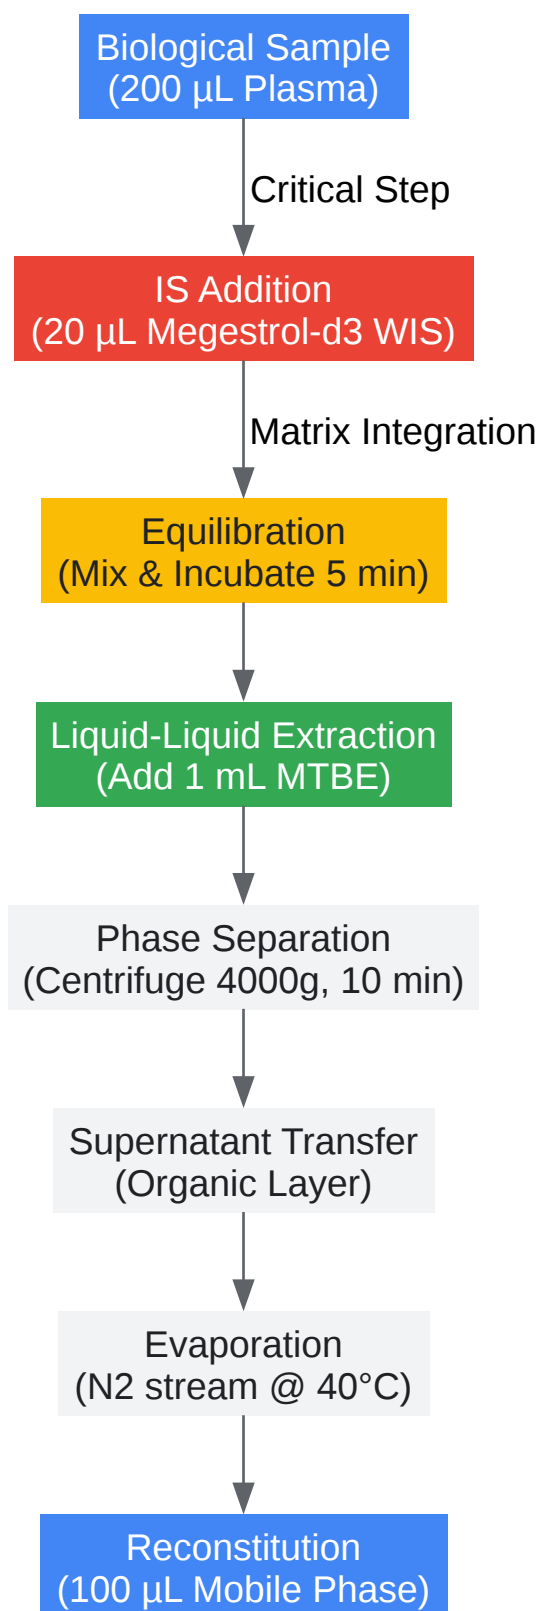 Biological Sample
(200 µL Plasma)
Critical Step
IS Addition
(20 µL Megestrol-d3 WIS)
Matrix Integration
Equilibration
(Mix & Incubate 5 min)
Liquid-Liquid Extraction
(Add 1 mL MTBE)
Phase Separation
(Centrifuge 4000g, 10 min)
Supernatant Transfer
(Organic Layer)
Evaporation
(N2 stream @ 40°C)
Reconstitution
(100 µL Mobile Phase)